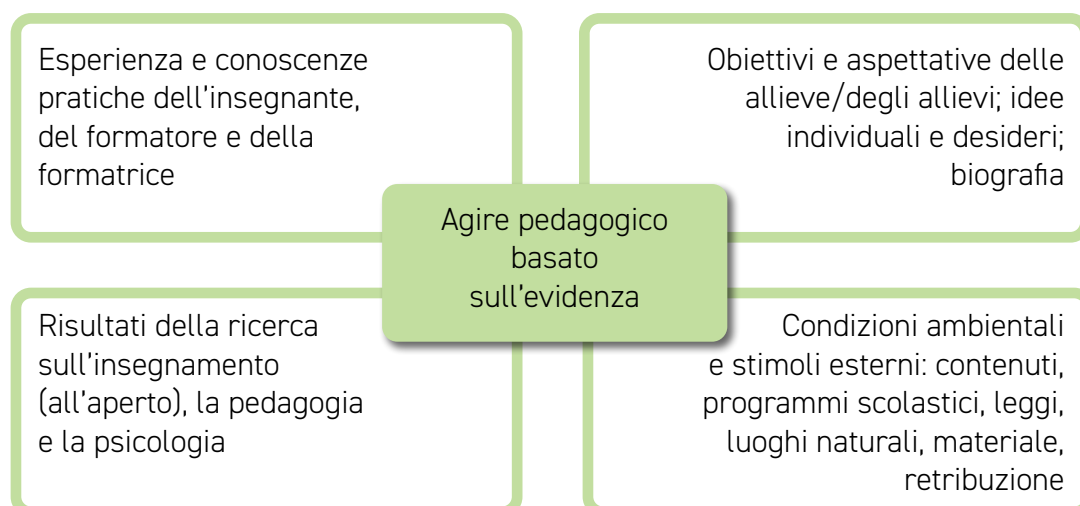 Esperienza e conoscenze
pratiche dell'insegnante,
del formatore e della
formatrice
Obiettivi e aspettative delle
allieve/degli allievi; idee
individuali e desideri;
biografia
Agire pedagogico
basato
sull'evidenza
Risultati della ricerca
sull'insegnamento
(all'aperto), la pedagogia
e la psicologia
Condizioni ambientali
e stimoli esterni: contenuti,
programmi scolastici, leggi,
luoghi naturali, materiale,
retribuzione